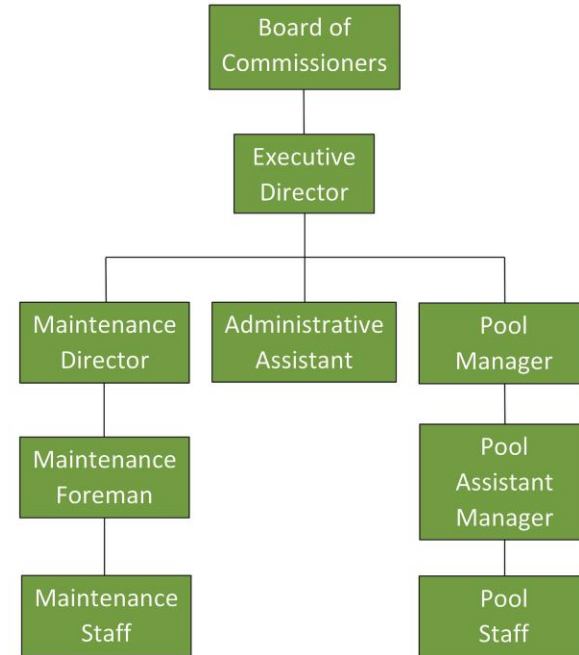 Board of
Commissioners
Executive
Director
Maintenance
Director
Administrative
Assistant
Pool
Manager
Maintenance
Foreman
Pool
Assistant
Manager
Maintenance
Staff
Pool
Staff